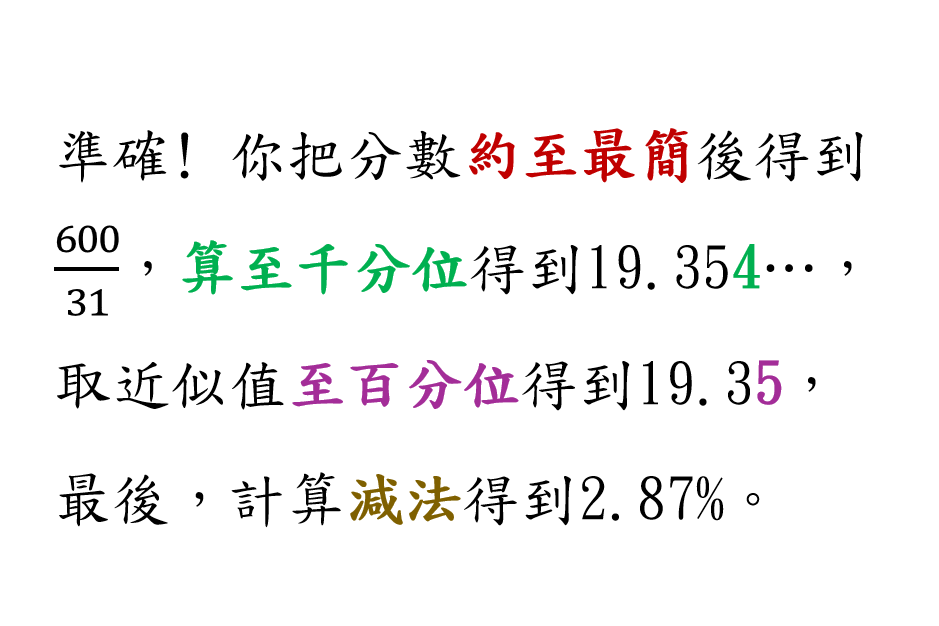 準確! 你把分數約至最簡後得到
600/31，算至千分位得到19.354…，
取近似值至百分位得到19.35，
最後，計算減法得到2.87%。